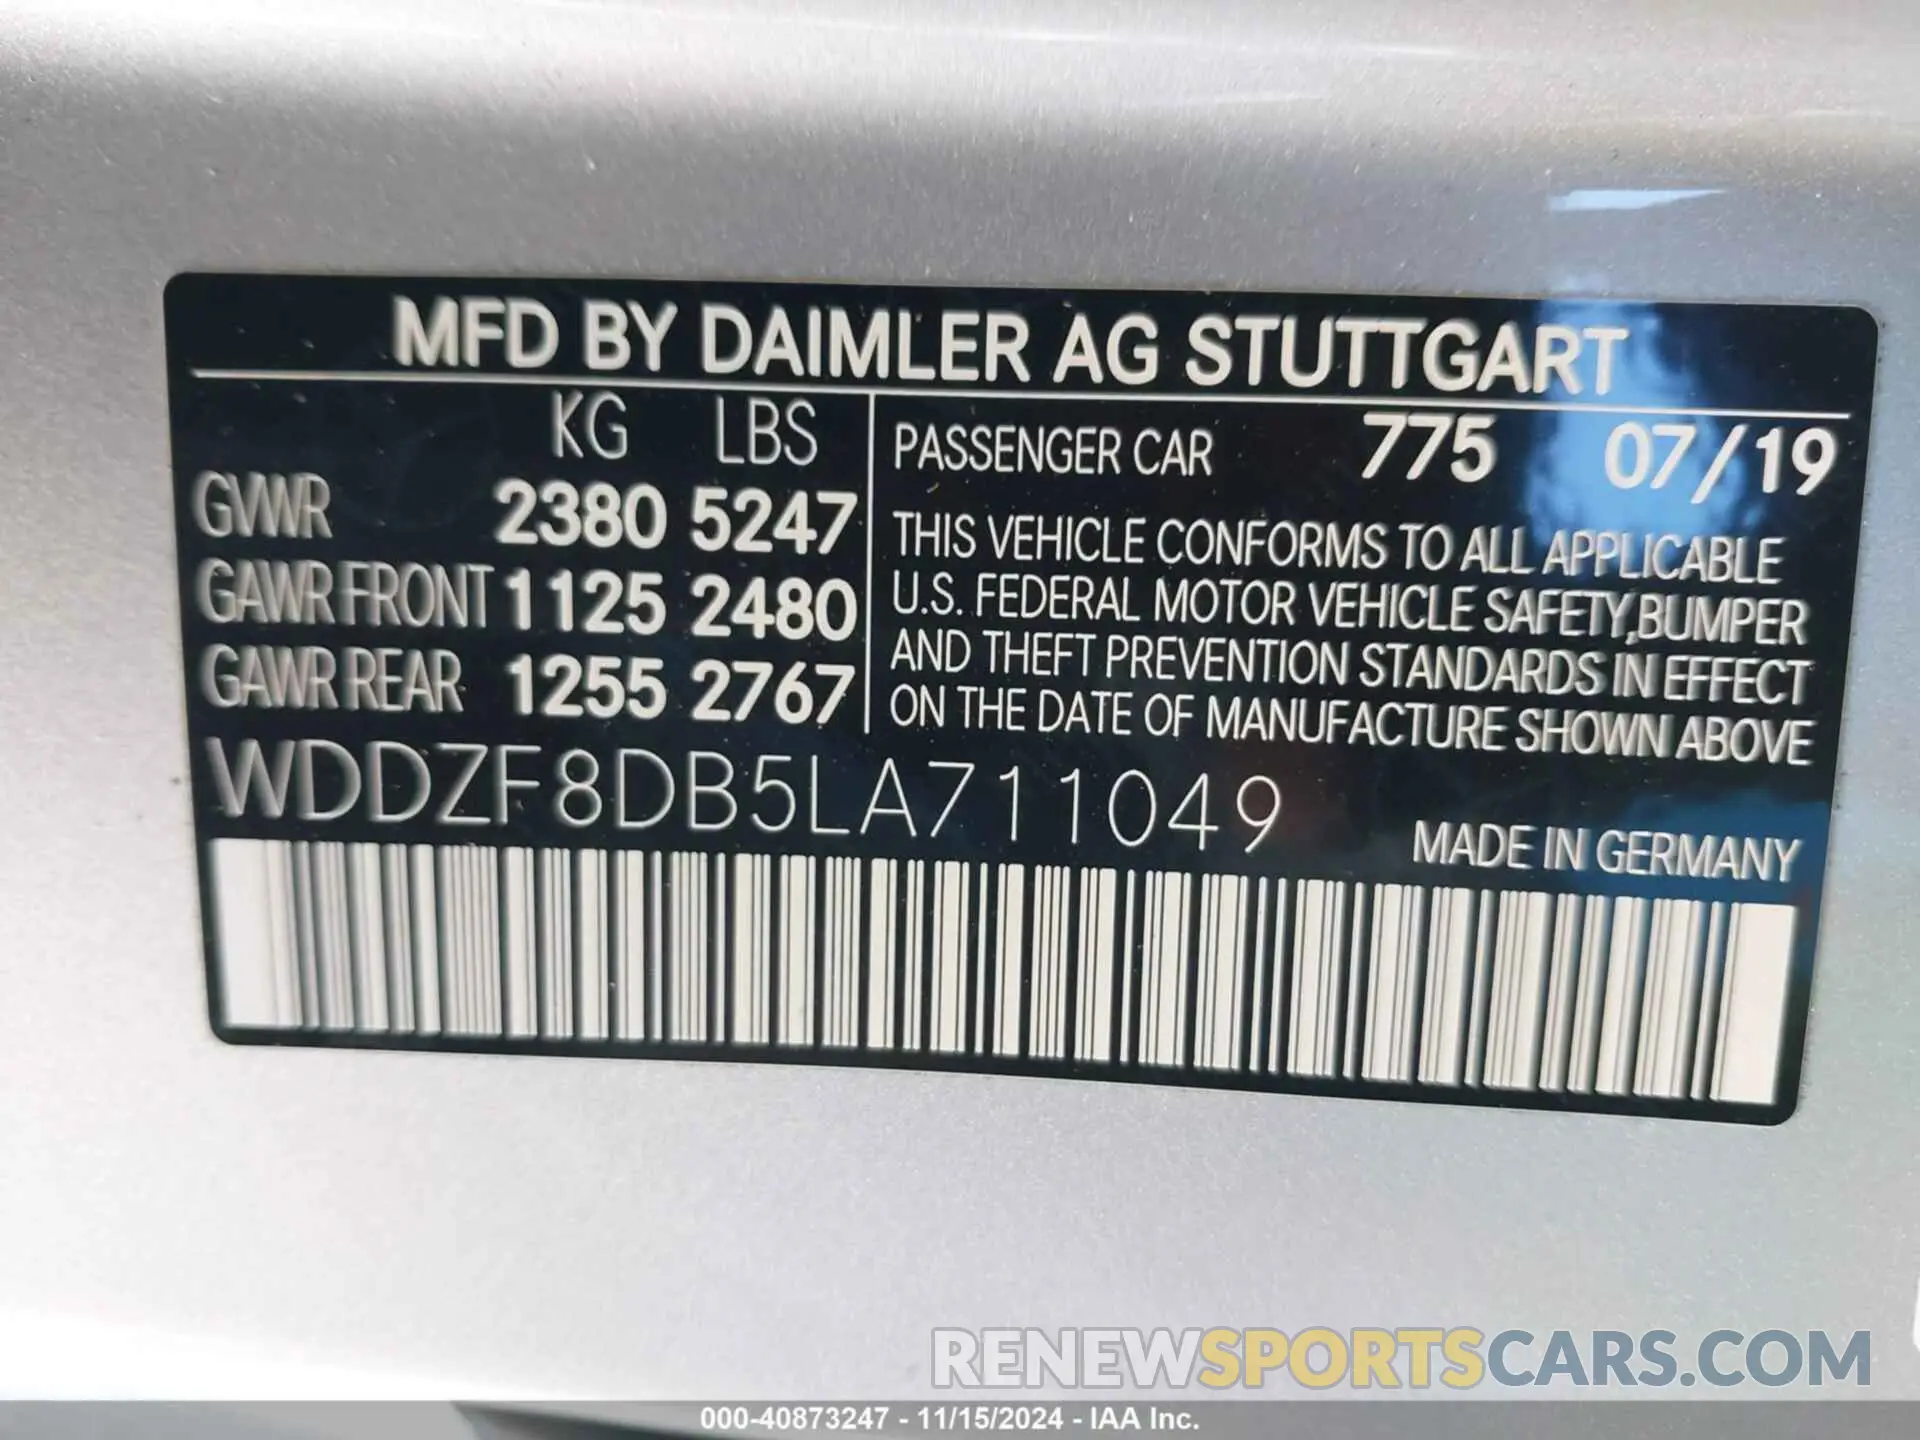 MFD BY DAIMLER AG STUTTGART
KG LBS
GVWR 2380 5247
GAWR FRONT 1125 2480
GAWR REAR 1255 2767
PASSENGER CAR 775 07/19
THIS VEHICLE CONFORMS TO ALL APPLICABLE
U.S. FEDERAL MOTOR VEHICLE SAFETY,BUMPER
AND THEFT PREVENTION STANDARDS IN EFFECT
ON THE DATE OF MANUFACTURE SHOWN ABOVE
WDDZF8DB5LA711049
MADE IN GERMANY
RENEWSPORTSCARS.COM
000-40873247 - 11/15/2024 - IAA Inc.